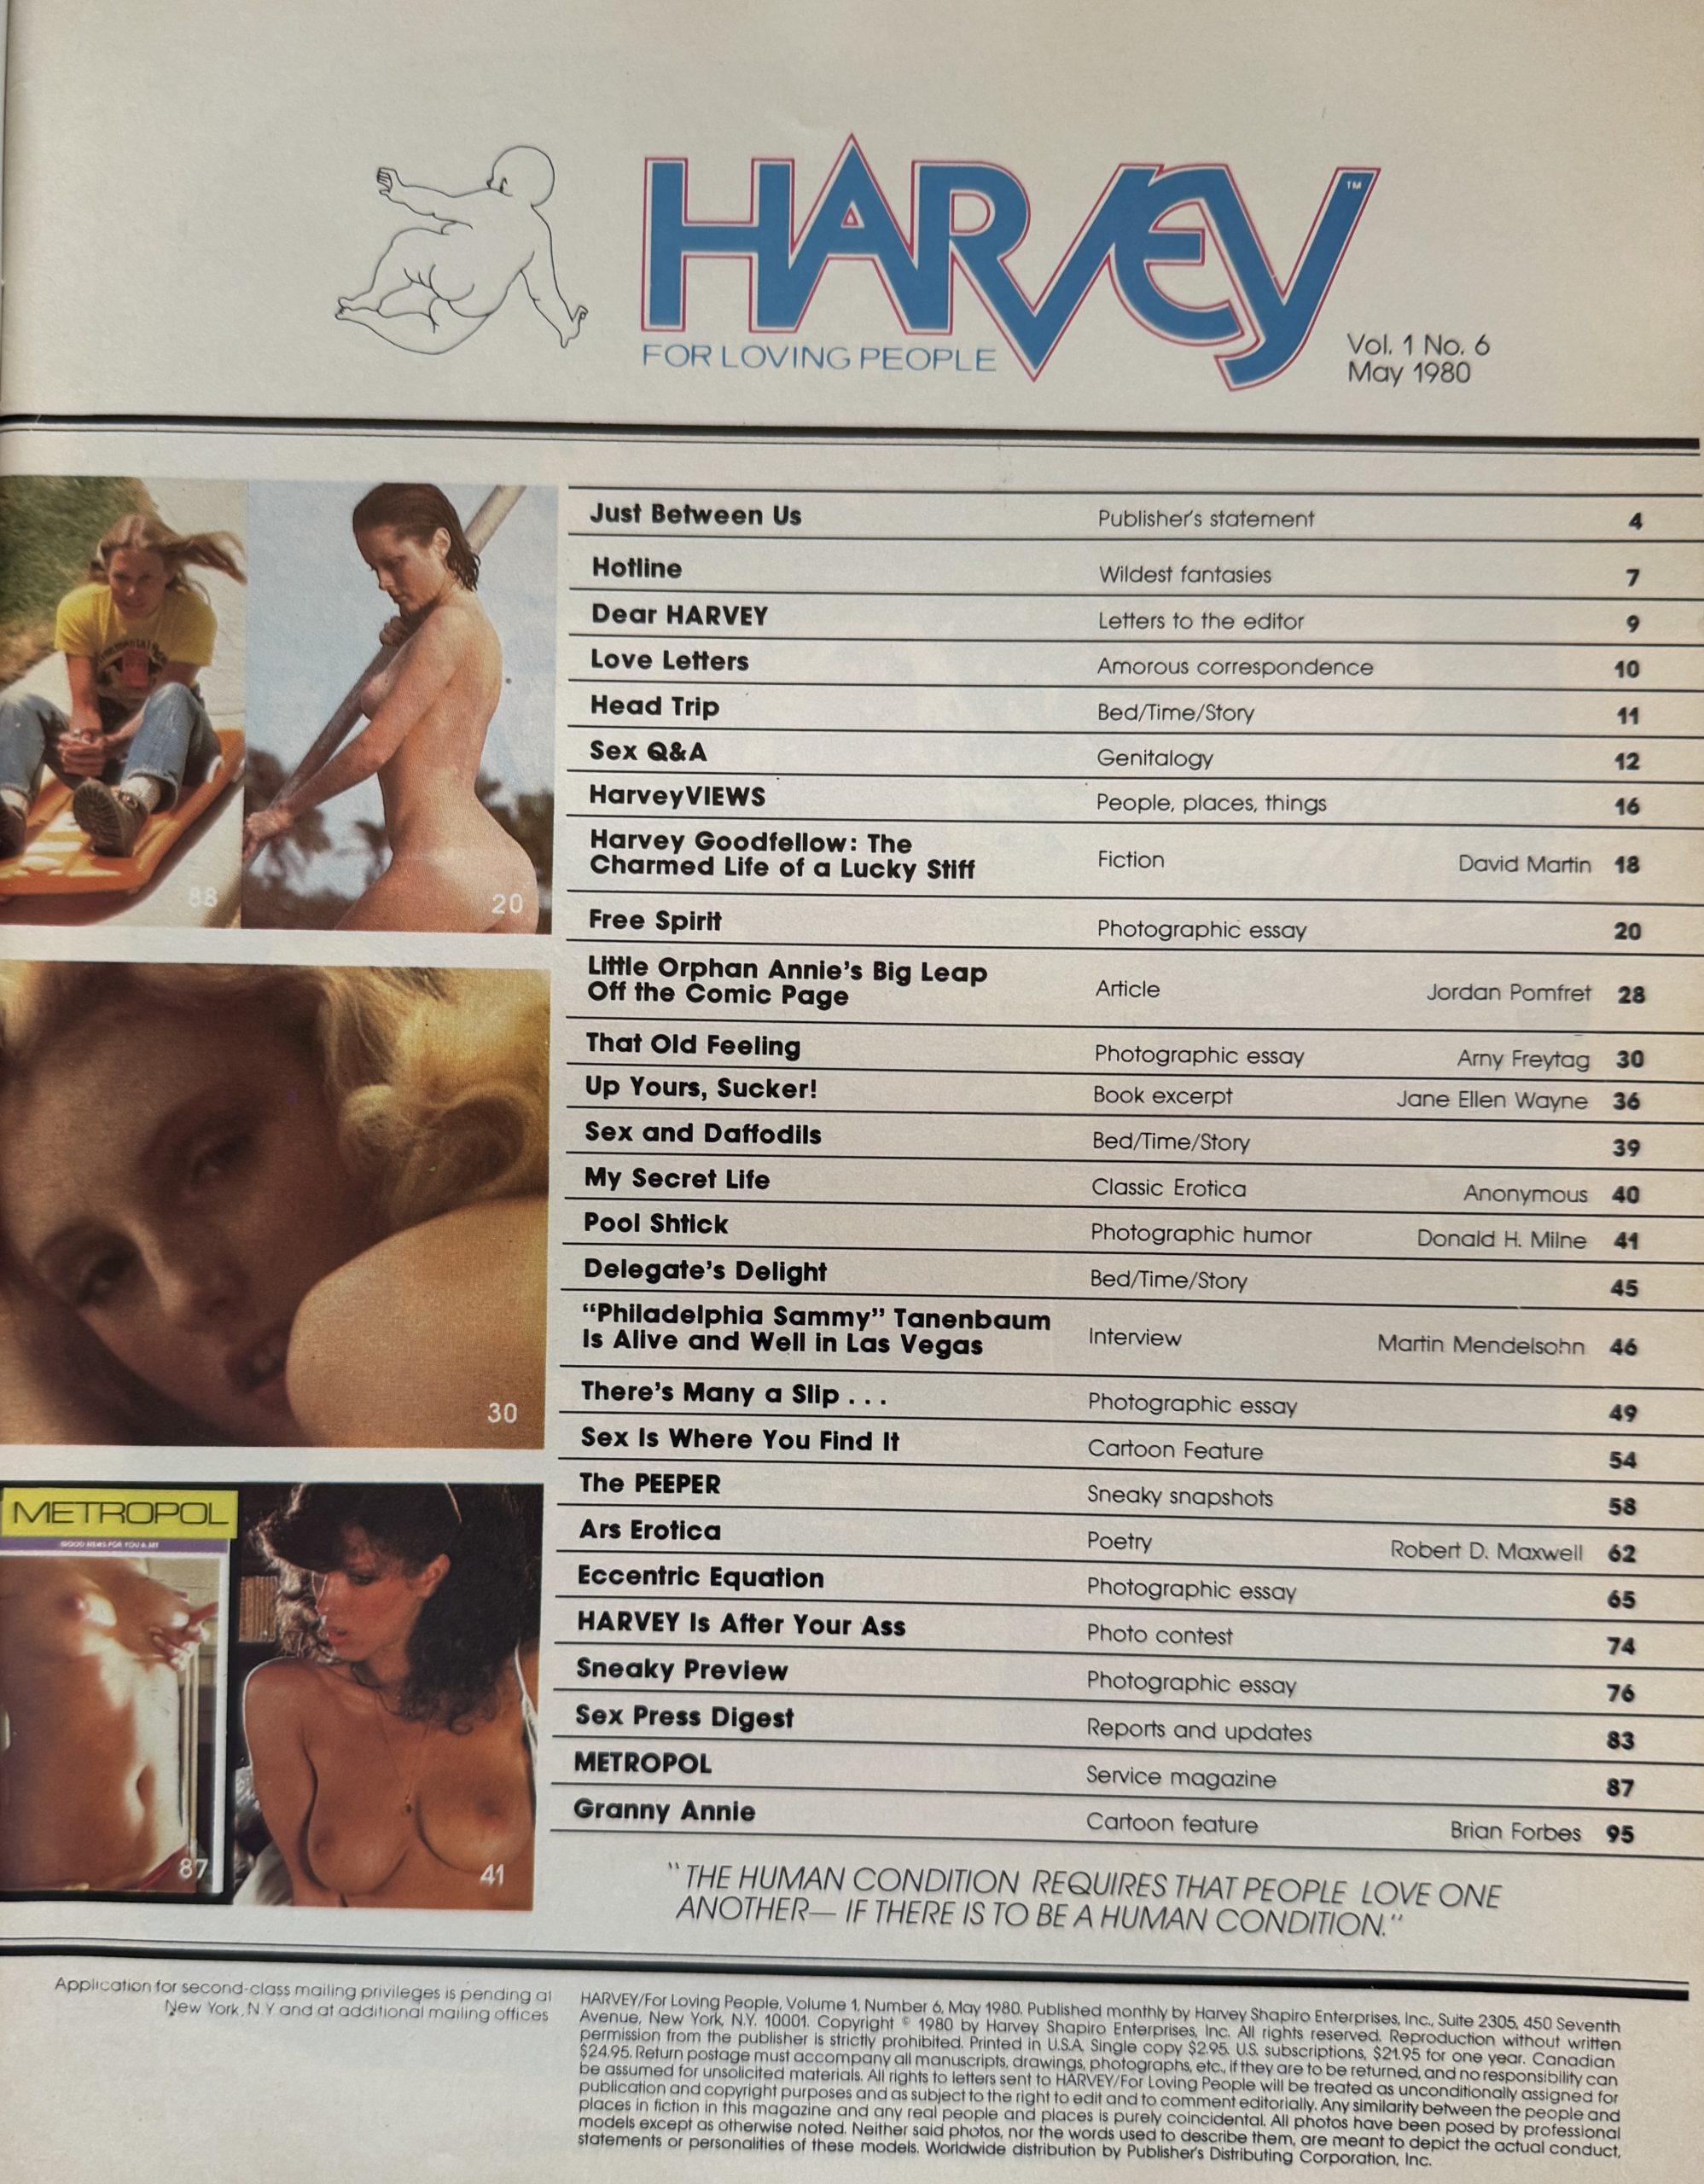 HARVEY™
FOR LOVING PEOPLE
Vol. 1 No. 6
May 1980
Just Between Us Publisher's statement 4
Hotline Wildest fantasies 7
Dear HARVEY Letters to the editor 9
Love Letters Amorous correspondence 10
Head Trip Bed/Time/Story 11
Sex Q&A Genitalogy 12
HarveyVIEWS People, places, things 16
Harvey Goodfellow: The
Charmed Life of a Lucky Stiff Fiction David Martin 18
Free Spirit Photographic essay 20
Little Orphan Annie's Big Leap
Off the Comic Page Article Jordan Pomfret 28
That Old Feeling Photographic essay Arny Freytag 30
Up Yours, Sucker! Book excerpt Jane Ellen Wayne 36
Sex and Daffodils Bed/Time/Story 39
My Secret Life Classic Erotica Anonymous 40
Pool Shtick Photographic humor Donald H. Milne 41
Delegate's Delight Bed/Time/Story 45
"Philadelphia Sammy" Tanenbaum
Is Alive and Well in Las Vegas Interview Martin Mendelsohn 46
There's Many a Slip . . . Photographic essay 49
Sex Is Where You Find It Cartoon Feature 54
The PEEPER Sneaky snapshots 58
Ars Erotica Poetry Robert D. Maxwell 62
Eccentric Equation Photographic essay 65
HARVEY Is After Your Ass Photo contest 74
Sneaky Preview Photographic essay 76
Sex Press Digest Reports and updates 83
METROPOL Service magazine 87
Granny Annie Cartoon feature Brian Forbes 95
88
20
30
METROPOL
GOOD NEWS FOR YOU & ME
87
41
"THE HUMAN CONDITION REQUIRES THAT PEOPLE LOVE ONE
ANOTHER— IF THERE IS TO BE A HUMAN CONDITION."
Application for second-class mailing privileges is pending at
New York, N.Y. and at additional mailing offices
HARVEY/For Loving People, Volume 1, Number 6, May 1980. Published monthly by Harvey Shapiro Enterprises, Inc., Suite 2305, 450 Seventh
Avenue, New York, N.Y. 10001. Copyright © 1980 by Harvey Shapiro Enterprises, Inc. All rights reserved. Reproduction without written
permission from the publisher is strictly prohibited. Printed in U.S.A. Single copy $2.95. U.S. subscriptions, $21.95 for one year. Canadian
$24.95. Return postage must accompany all manuscripts, drawings, photographs, etc., if they are to be returned, and no responsibility can
be assumed for unsolicited materials. All rights to letters sent to HARVEY/For Loving People will be treated as unconditionally assigned for
publication and copyright purposes and as subject to the right to edit and to comment editorially. Any similarity between the people and
places in fiction in this magazine and any real people and places is purely coincidental. All photos have been posed by professional
models except as otherwise noted. Neither said photos, nor the words used to describe them, are meant to depict the actual conduct,
statements or personalities of these models. Worldwide distribution by Publisher's Distributing Corporation, Inc.